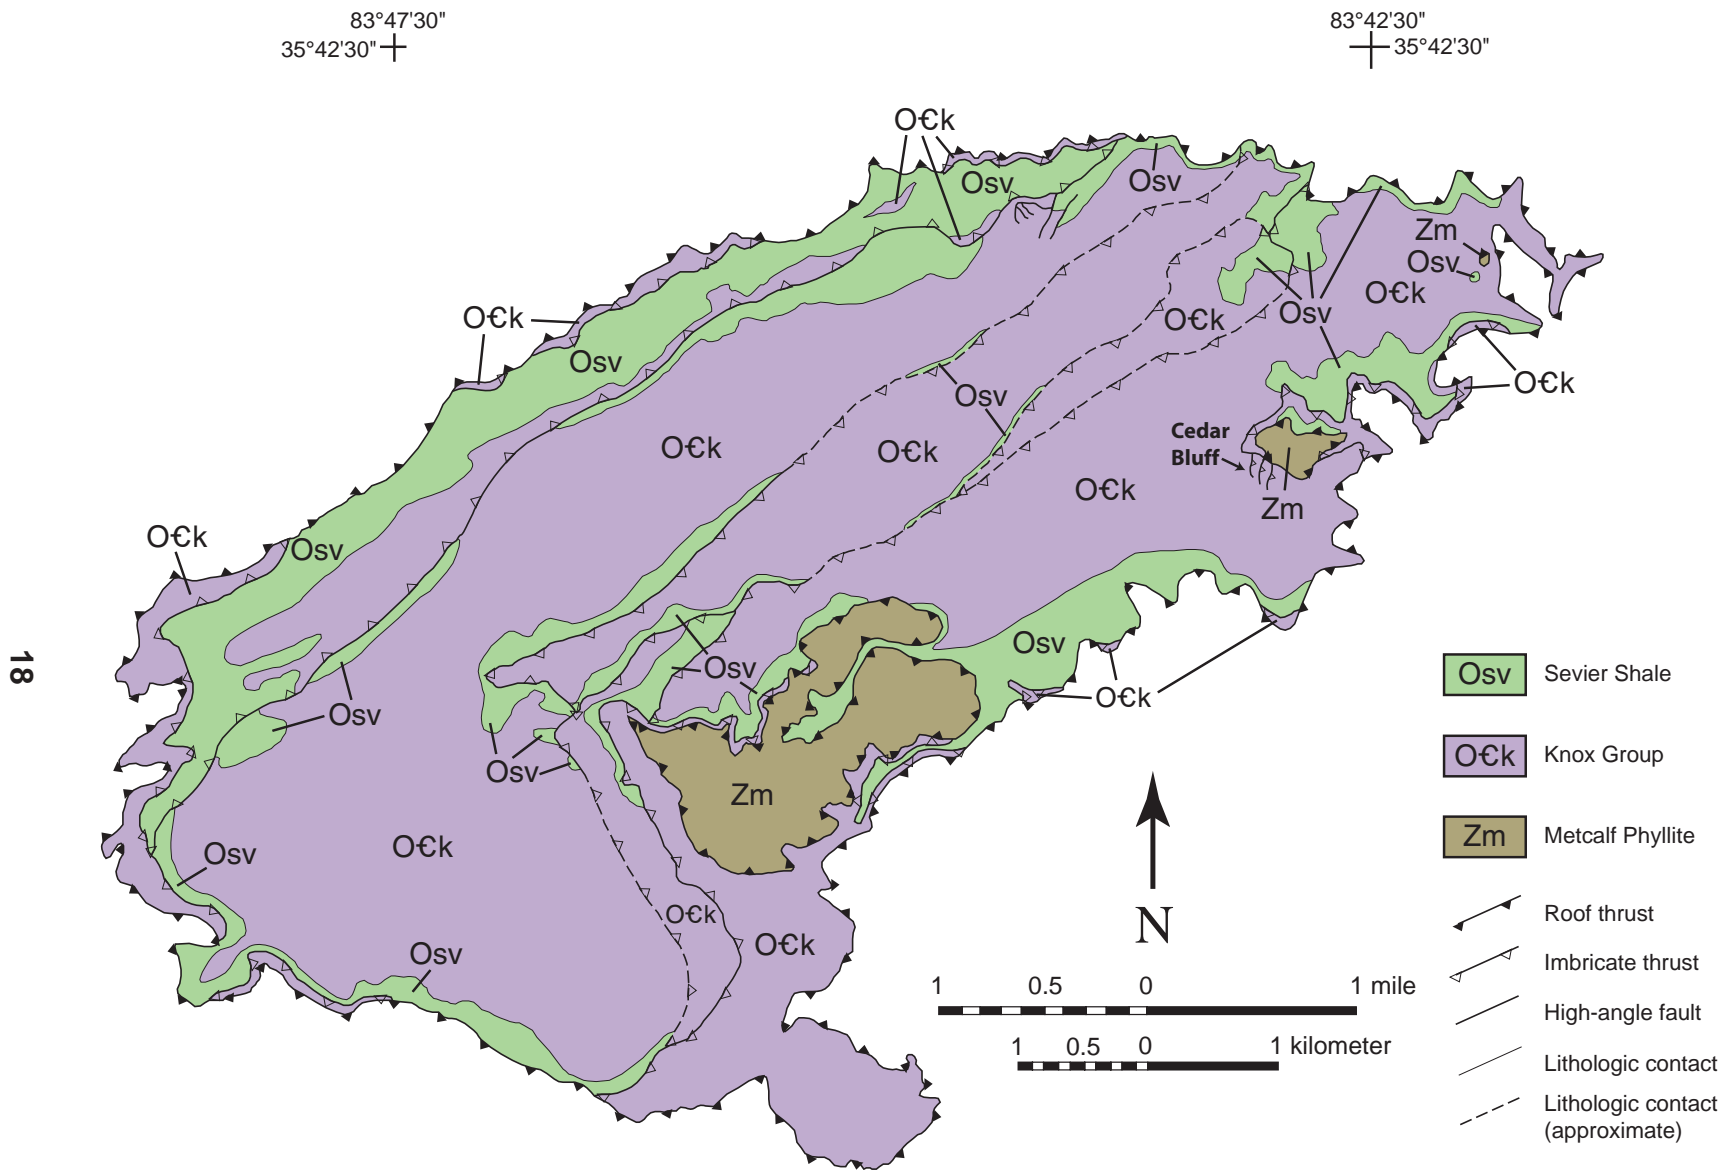 83°47'30"
35°42'30"
83°42'30"
35°42'30"
O€k
Osv
Osv
Zm
Osv
O€k
O€k
O€k
Osv
Osv
O€k
Osv
O€k
O€k
O€k
Cedar
Bluff
O€k
Zm
O€k
Osv
Osv
Osv
O€k
Osv
Osv
Zm
O€k
Osv
O€k
O€k
Osv
18
N
1 0.5 0 1 mile
1 0.5 0 1 kilometer
Osv Sevier Shale
O€k Knox Group
Zm Metcalf Phyllite
Roof thrust
Imbricate thrust
High-angle fault
Lithologic contact
Lithologic contact
(approximate)